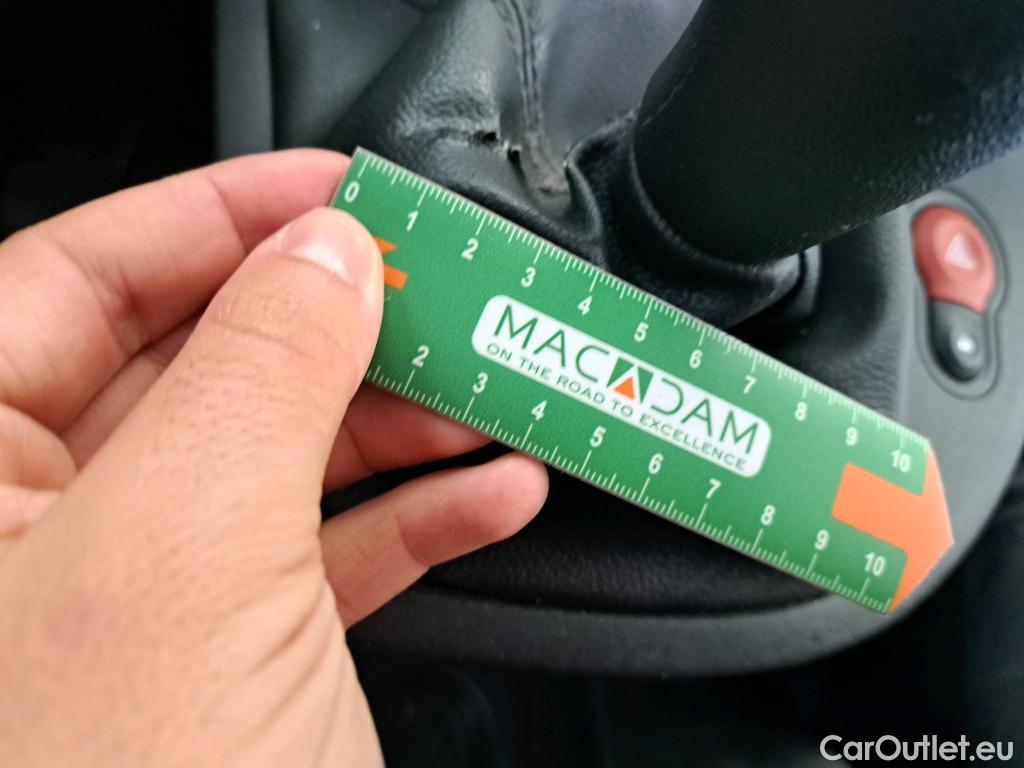 0 1 2 3 4 5 6 7 8 9 10
MACADAM
ON THE ROAD TO EXCELLENCE
2 3 4 5 6 7 8 9 10
CarOutlet.eu